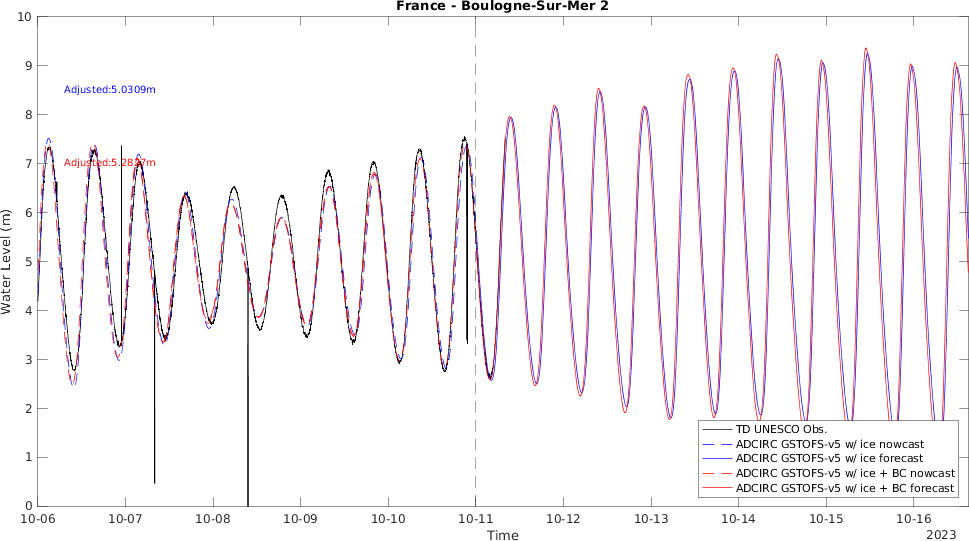 France - Boulogne-Sur-Mer 2
10
9
8
7
6
5
4
3
2
1
0
Water Level (m)
Adjusted:5.0309m
TD UNESCO Obs.
ADCIRC GSTOFS-v5 w/ ice nowcast
ADCIRC GSTOFS-v5 w/ ice forecast
ADCIRC GSTOFS-v5 w/ ice + BC nowcast
ADCIRC GSTOFS-v5 w/ ice + BC forecast
10-06
10-07
10-08
10-09
10-10
10-11
10-12
10-13
10-14
10-15
10-16
Time
2023